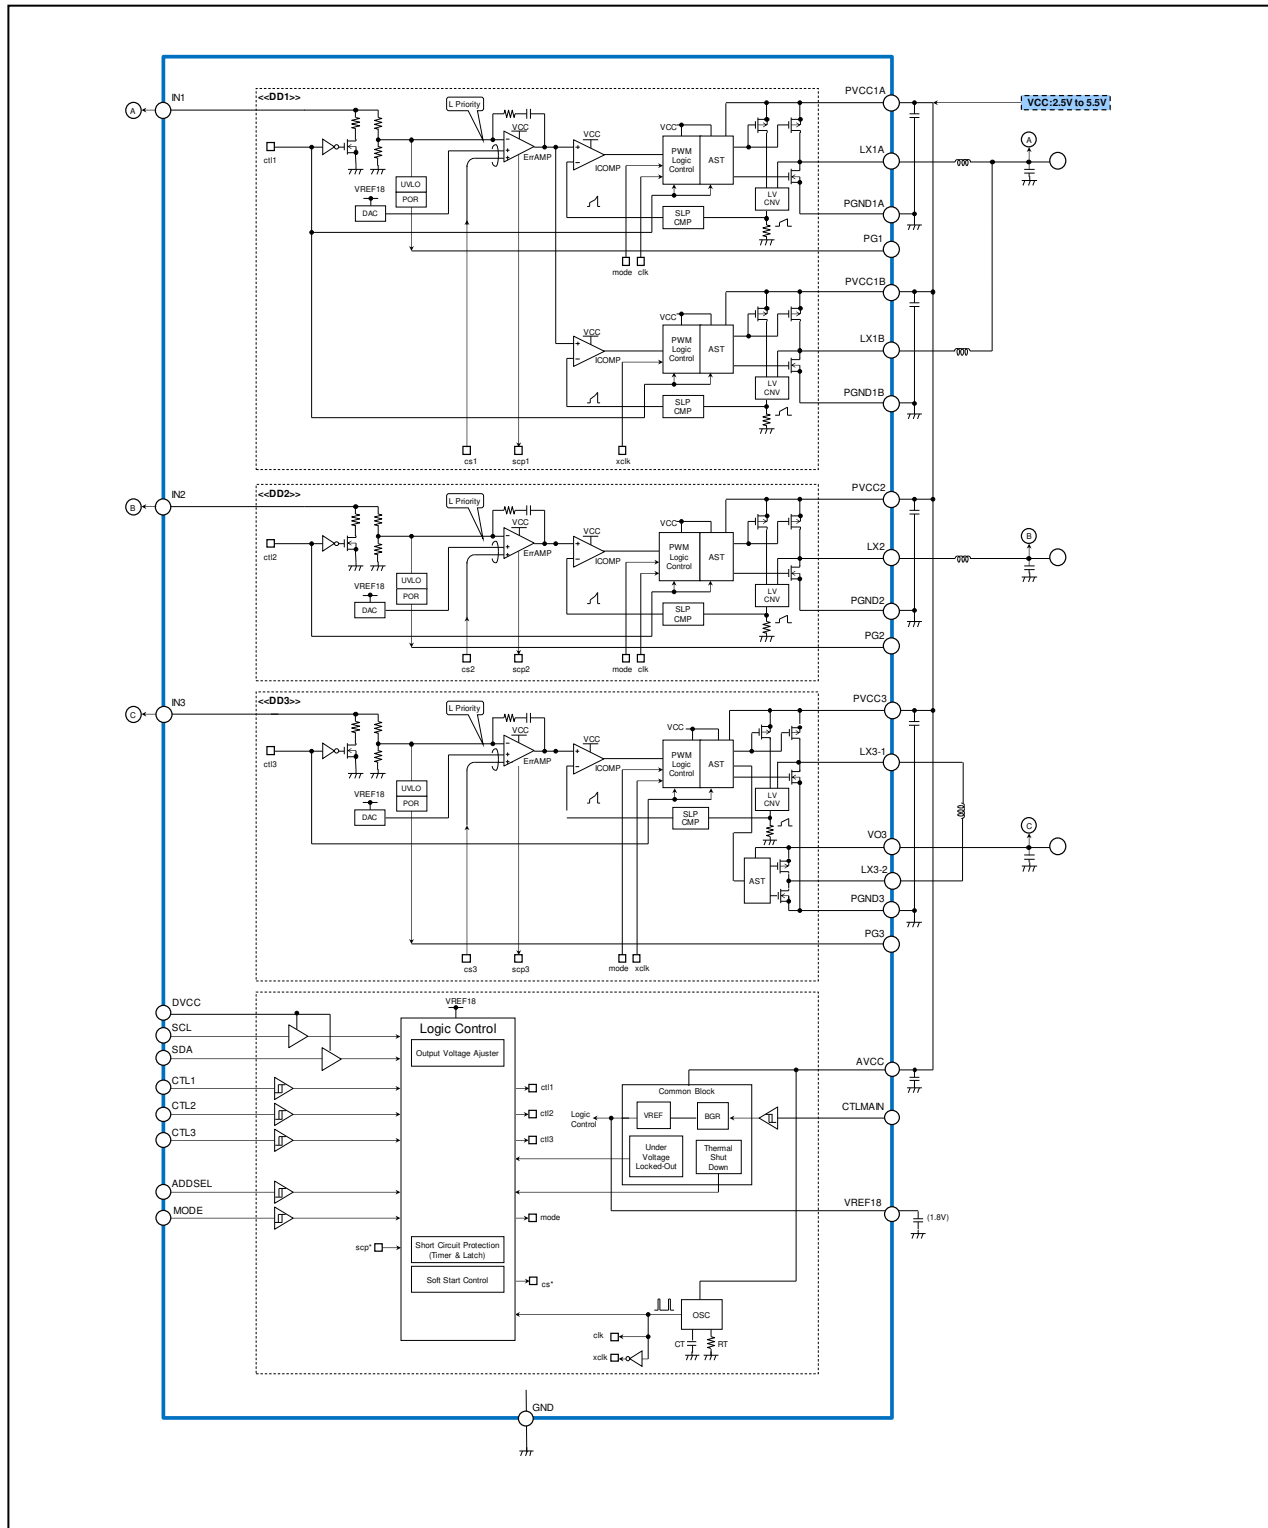 IN1
<<DD1>>
PVCC1A
VCC:2.5V to 5.5V
A
L Priority
VCC
VCC
VCC
A
ctl1
ErrAMP
ICOMP
PWM
Logic
Control
AST
LX1A
UVLO
POR
VREF18
DAC
LV
CNV
SLP
CMP
PGND1A
PG1
mode
clk
PVCC1B
VCC
VCC
PWM
Logic
Control
AST
ICOMP
LX1B
LV
CNV
SLP
CMP
PGND1B
cs1
scp1
xclk
IN2
<<DD2>>
PVCC2
B
L Priority
VCC
VCC
VCC
B
ctl2
ErrAMP
ICOMP
PWM
Logic
Control
AST
LX2
UVLO
POR
VREF18
DAC
LV
CNV
SLP
CMP
PGND2
PG2
cs2
scp2
mode
clk
IN3
<<DD3>>
PVCC3
C
L Priority
VCC
VCC
VCC
ctl3
ErrAMP
ICOMP
PWM
Logic
Control
AST
LX3-1
UVLO
POR
VREF18
DAC
LV
CNV
SLP
CMP
C
VO3
AST
LX3-2
PGND3
PG3
cs3
scp3
mode
xclk
DVCC
SCL
SDA
CTL1
CTL2
CTL3
ADDSEL
MODE
VREF18
Logic Control
Output Voltage Ajuster
ctl1
ctl2
ctl3
mode
scp*
Short Circuit Protection
(Timer & Latch)
Soft Start Control
cs*
AVCC
Common Block
Logic
Control
VREF
BGR
CTLMAIN
Under
Voltage
Locked-Out
Thermal
Shut
Down
VREF18
(1.8V)
OSC
clk
CT
RT
xclk
GND